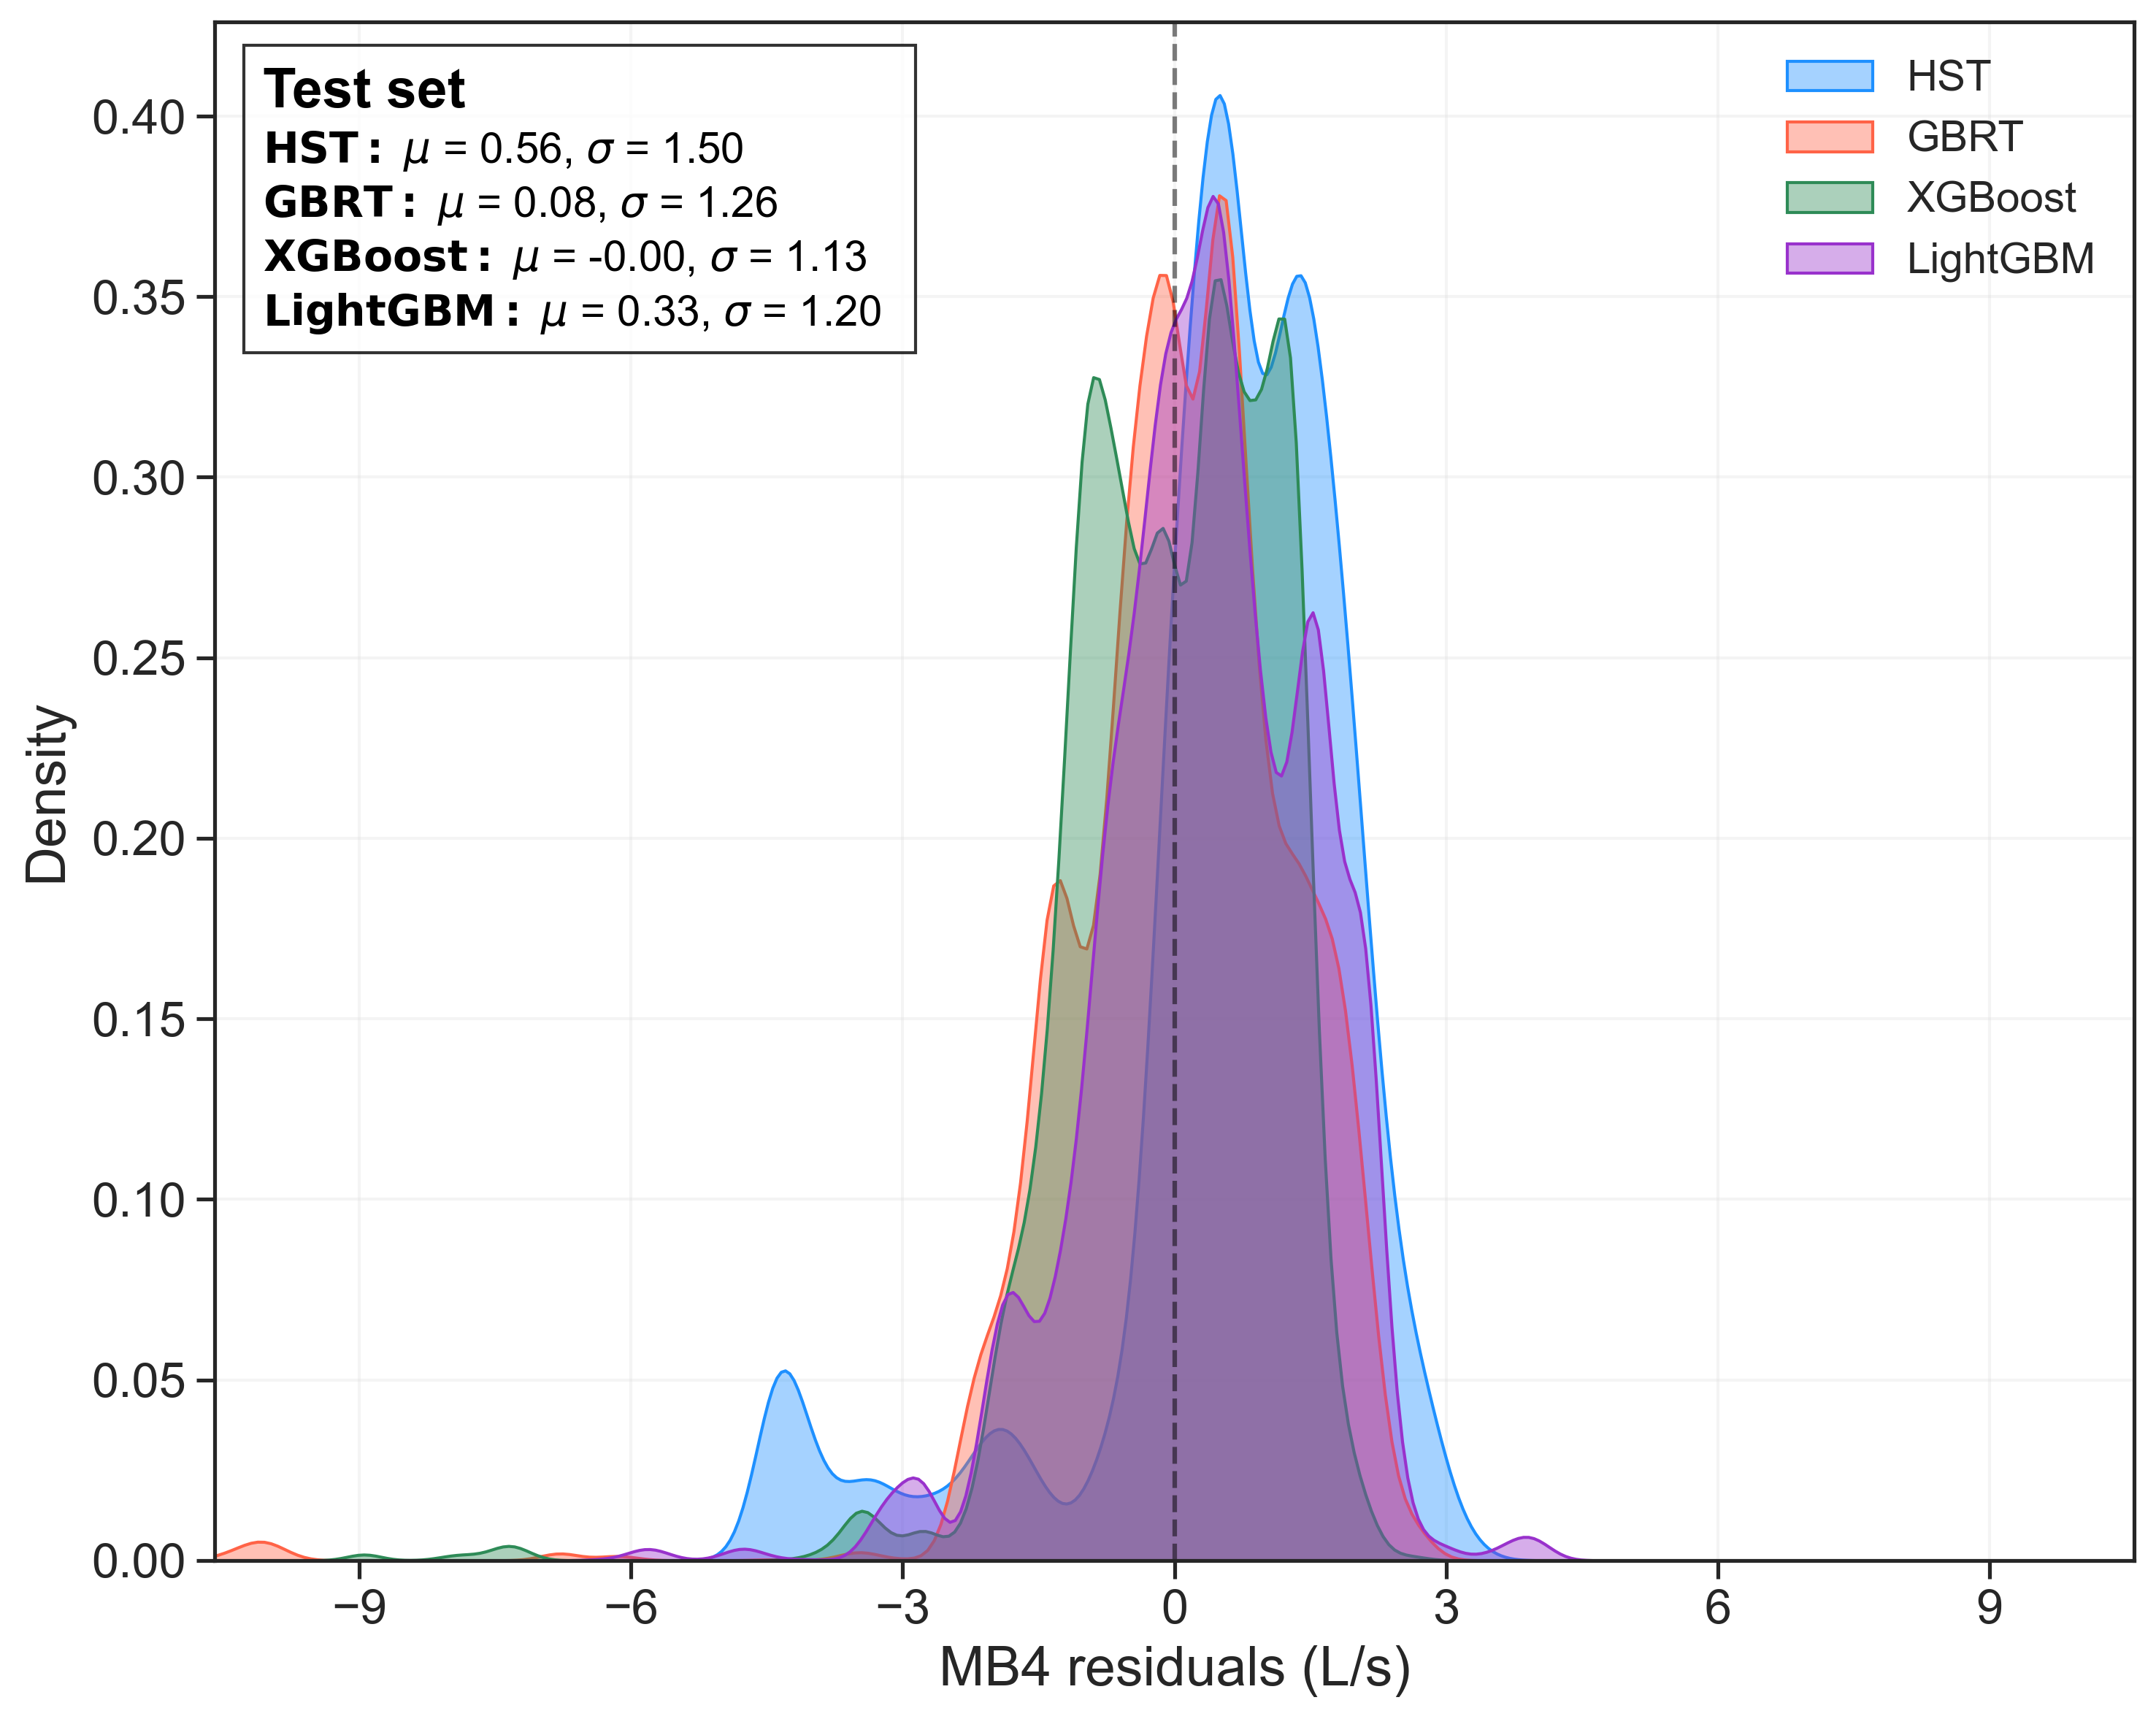 Test set
HST: μ = 0.56, σ = 1.50
GBRT: μ = 0.08, σ = 1.26
XGBoost: μ = -0.00, σ = 1.13
LightGBM: μ = 0.33, σ = 1.20
HST
GBRT
XGBoost
LightGBM
Density
0.40
0.35
0.30
0.25
0.20
0.15
0.10
0.05
0.00
−9 −6 −3 0 3 6 9
MB4 residuals (L/s)